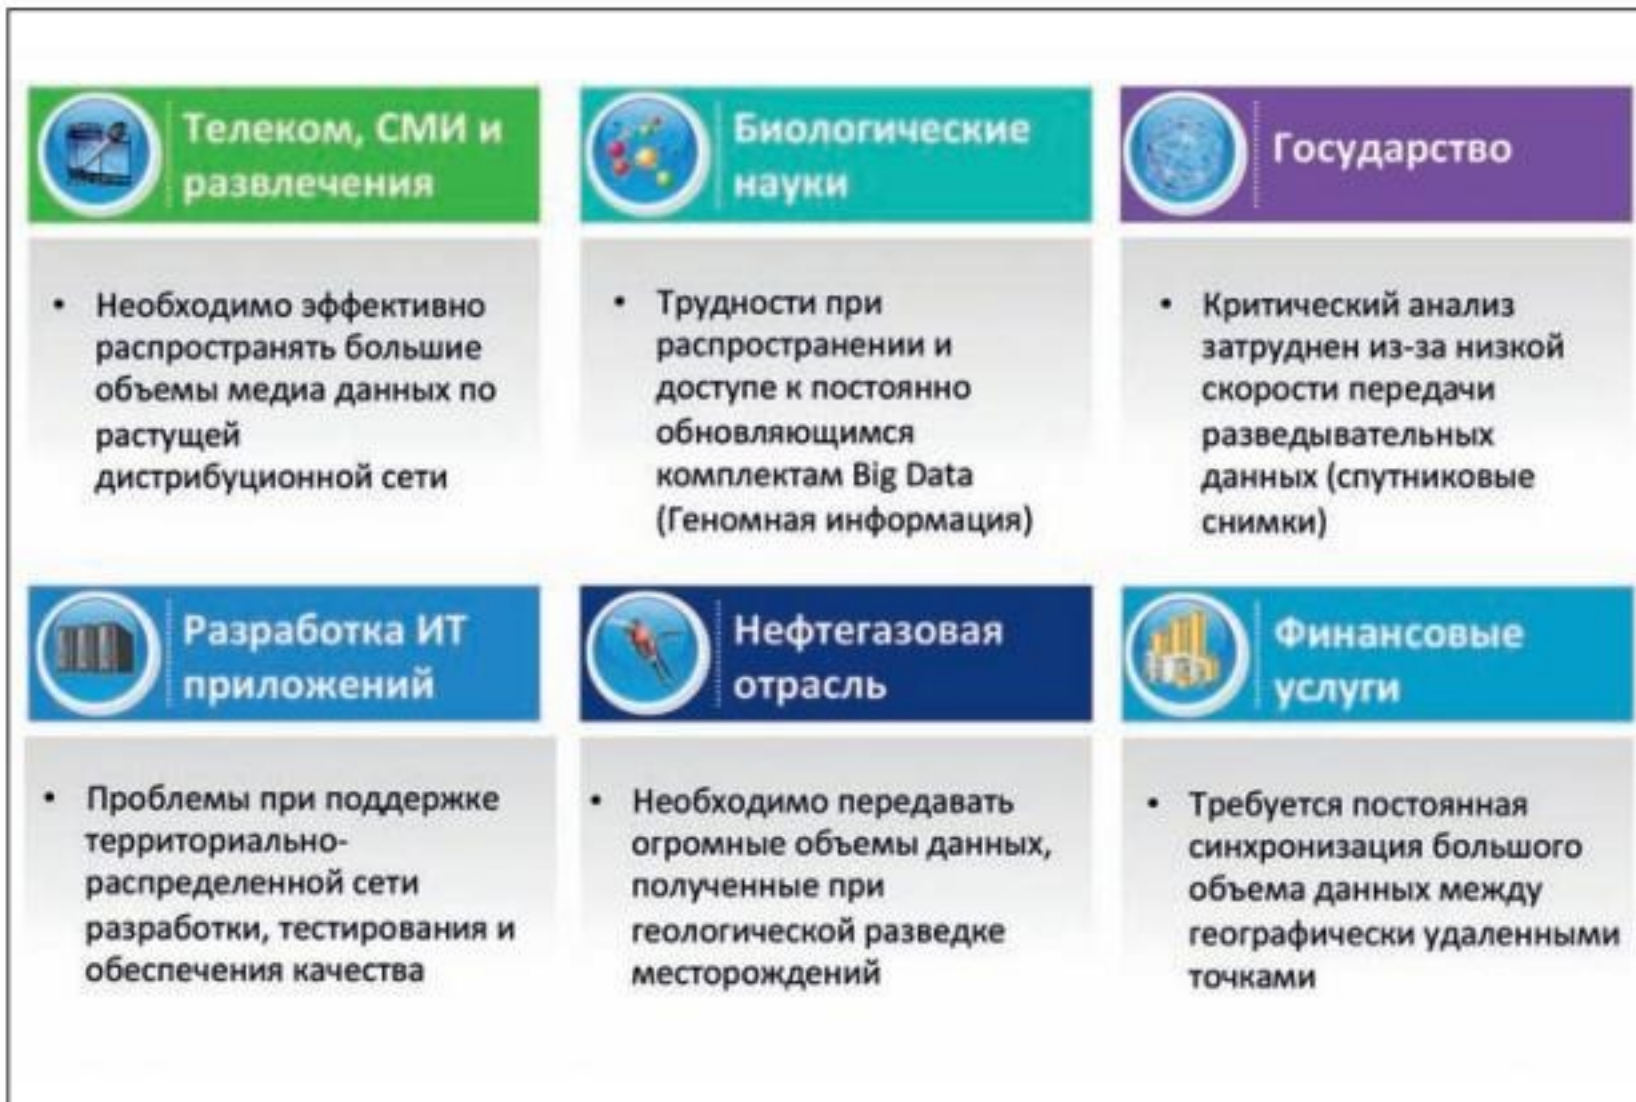 Телеком, СМИ и
развлечения
• Необходимо эффективно
распространять большие
объемы медиа данных по
растущей
дистрибуционной сети
Биологические
науки
• Трудности при
распространении и
доступе к постоянно
обновляющимся
комплектам Big Data
(Геномная информация)
Государство
• Критический анализ
затруднен из-за низкой
скорости передачи
разведывательных
данных (спутниковые
снимки)
Разработка ИТ
приложений
• Проблемы при поддержке
территориально-
распределенной сети
разработки, тестирования и
обеспечения качества
Нефтегазовая
отрасль
• Необходимо передавать
огромные объемы данных,
полученные при
геологической разведке
месторождений
Финансовые
услуги
• Требуется постоянная
синхронизация большого
объема данных между
географически удаленными
точками